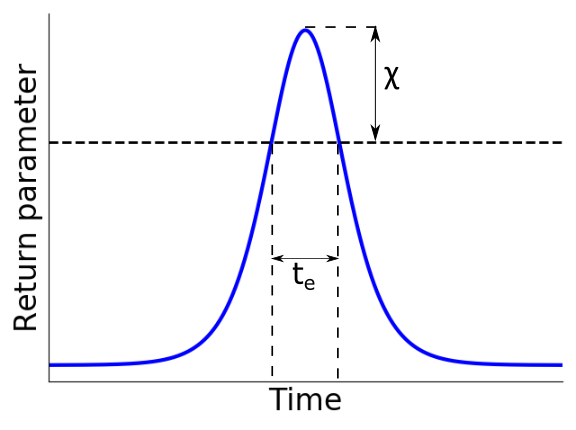 Return parameter
χ
tₑ
Time